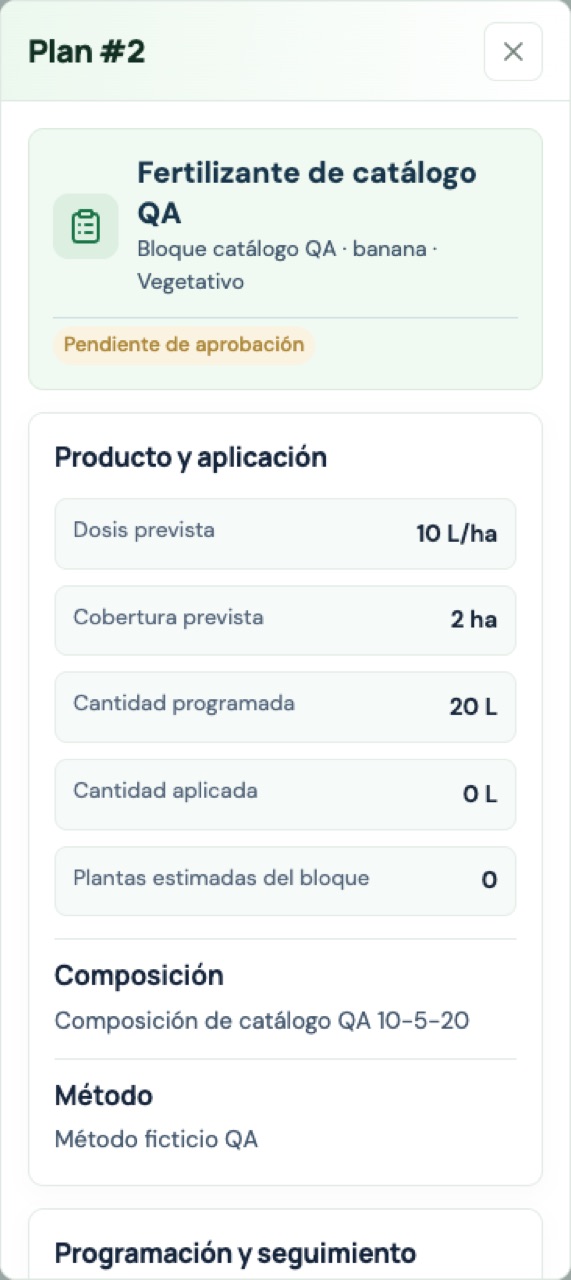 Plan #2
Fertilizante de catálogo
QA
Bloque catálogo QA · banana ·
Vegetativo
Pendiente de aprobación
Producto y aplicación
Dosis prevista 10 L/ha
Cobertura prevista 2 ha
Cantidad programada 20 L
Cantidad aplicada 0 L
Plantas estimadas del bloque 0
Composición
Composición de catálogo QA 10-5-20
Método
Método ficticio QA
Programación y seguimiento